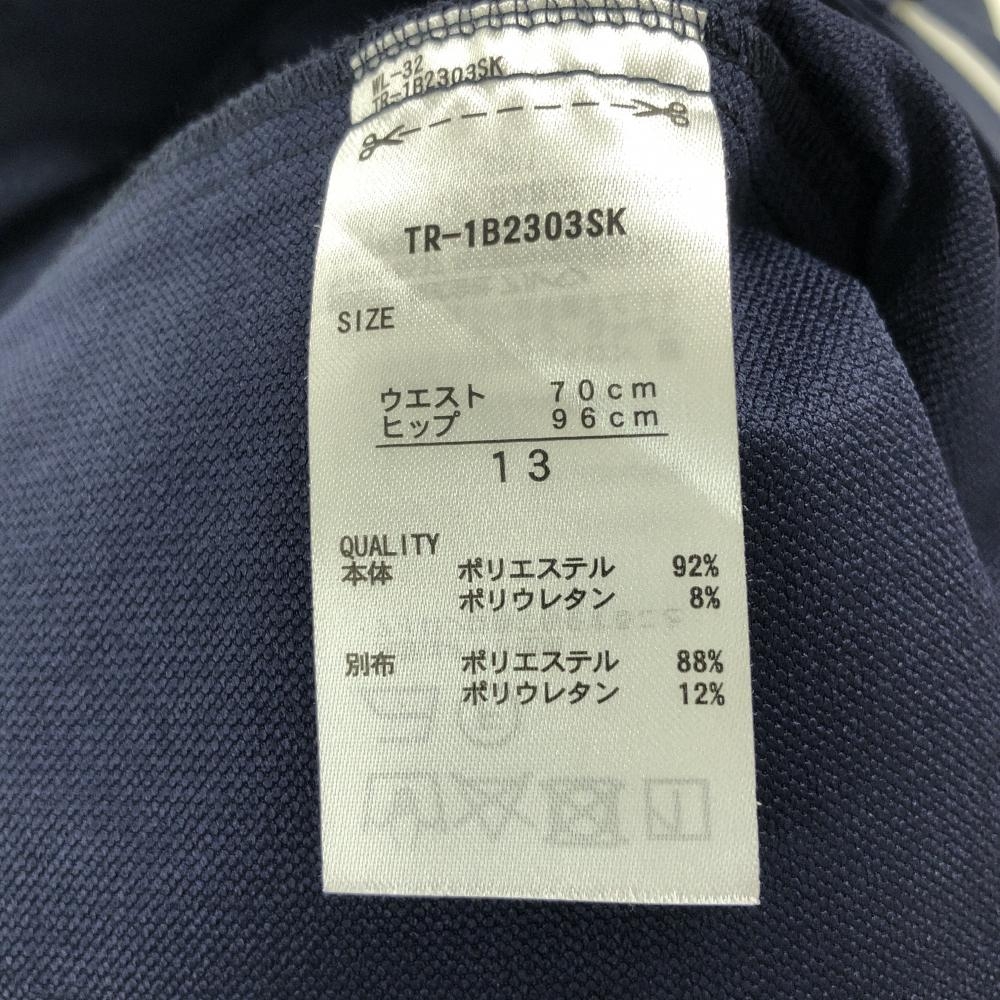 WL-32
TR-1B2303SK
TR-1B2303SK
SIZE
ウエスト 70cm
ヒップ 96cm
13
QUALITY
本体 ポリエステル 92%
ポリウレタン 8%
別布 ポリエステル 88%
ポリウレタン 12%